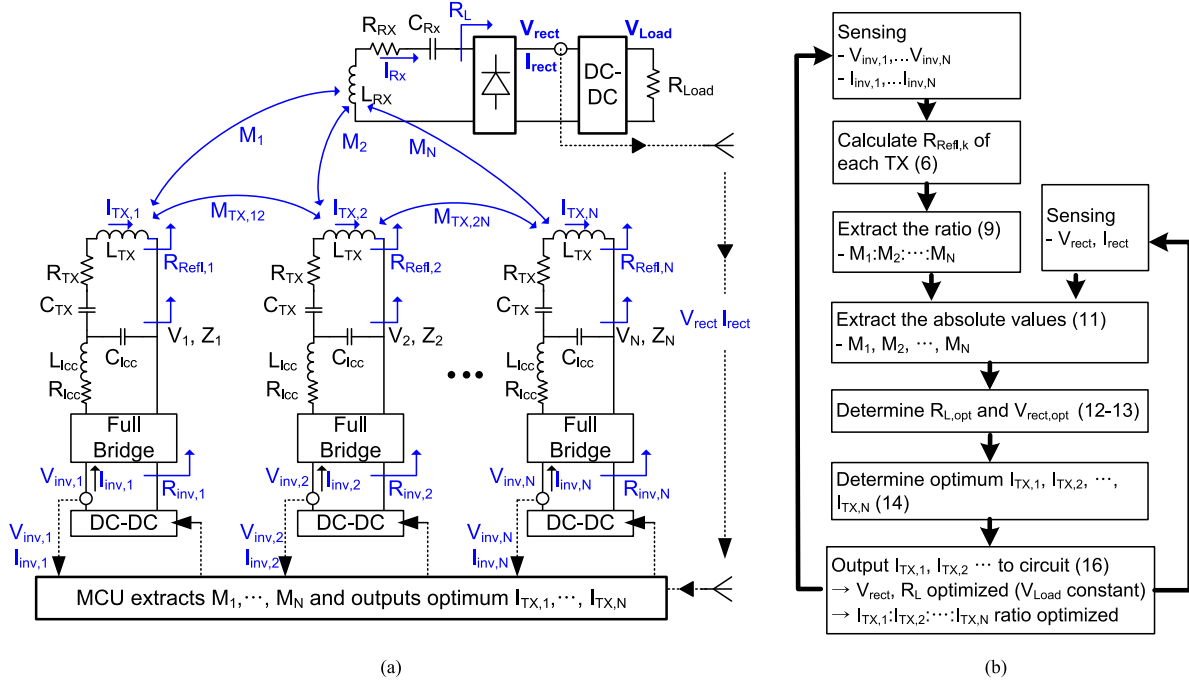 R_RX
C_Rx
R_L
V_rect
V_Load
I_rect
I_Rx
L_RX
DC-
DC
R_Load
M_1
M_2
M_N
I_TX,1
M_TX,12
I_TX,2
M_TX,2N
I_TX,N
L_TX
L_TX
L_TX
R_TX
R_Refl,1
R_TX
R_Refl,2
R_TX
R_Refl,N
C_TX
C_TX
C_TX
V_rect I_rect
V_1, Z_1
V_2, Z_2
V_N, Z_N
L_Icc
C_Icc
L_Icc
C_Icc
L_Icc
C_Icc
R_Icc
R_Icc
R_Icc
•••
Full
Bridge
Full
Bridge
Full
Bridge
V_inv,1
I_inv,1
R_inv,1
V_inv,2
I_inv,2
R_inv,2
V_inv,N
I_inv,N
R_inv,N
DC-DC
DC-DC
DC-DC
V_inv,1
I_inv,1
V_inv,2
I_inv,2
V_inv,N
I_inv,N
MCU extracts M_1,⋯, M_N and outputs optimum I_TX,1,⋯, I_TX,N
(a)
Sensing
- V_inv,1,...V_inv,N
- I_inv,1,...I_inv,N
Calculate R_Refl,k of
each TX (6)
Extract the ratio (9)
- M_1:M_2:⋯:M_N
Sensing
- V_rect, I_rect
Extract the absolute values (11)
- M_1, M_2, ⋯, M_N
Determine R_L,opt and V_rect,opt (12-13)
Determine optimum I_TX,1, I_TX,2, ⋯,
I_TX,N (14)
Output I_TX,1, I_TX,2 ⋯ to circuit (16)
→ V_rect, R_L optimized (V_Load constant)
→ I_TX,1:I_TX,2:⋯:I_TX,N ratio optimized
(b)